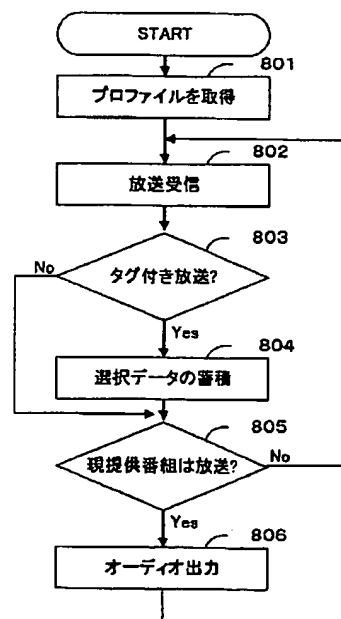 START
801
プロファイルを取得
802
放送受信
803
タグ付き放送?
No
Yes
804
選択データの蓄積
805
現提供番組は放送?
No
Yes
806
オーディオ出力